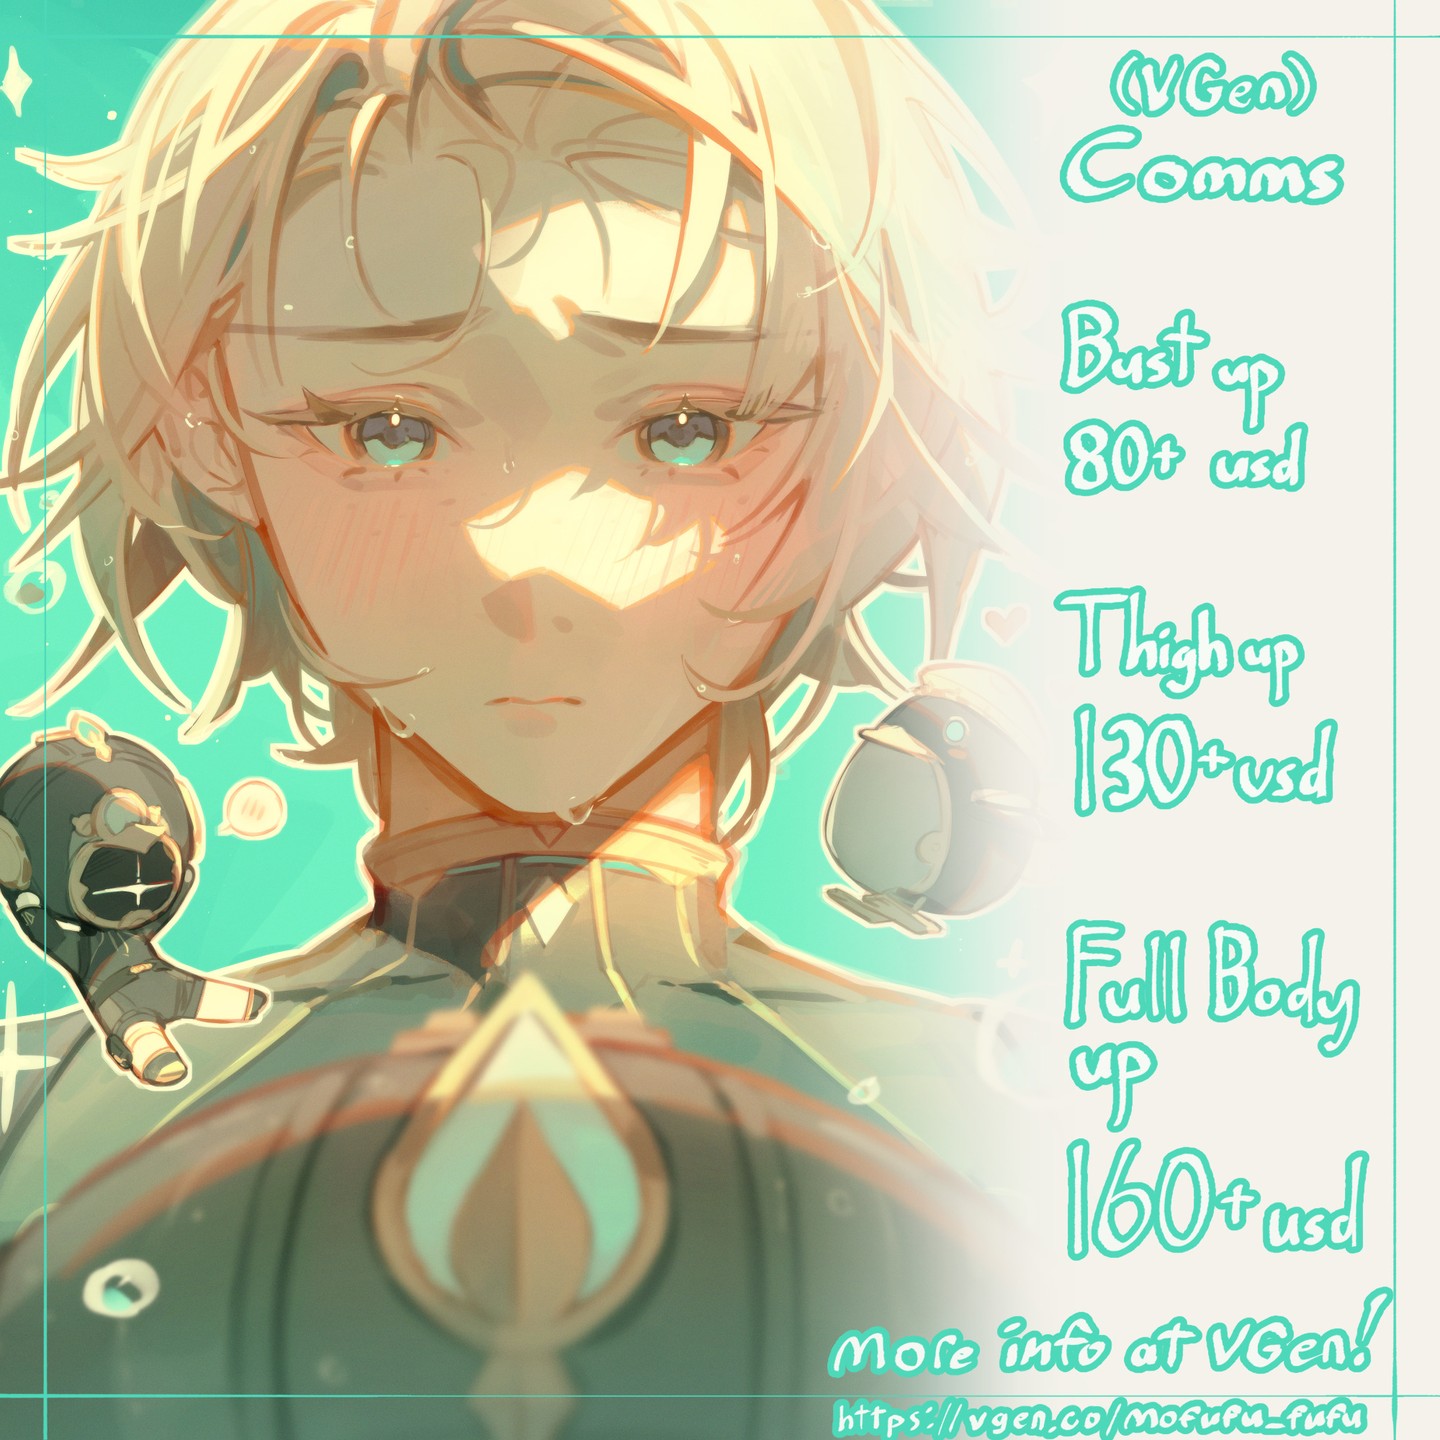 (VGen)
Comms
Bust up
80+ usd
Thigh up
130+ usd
Full Body
up
160+ usd
More info at VGen!
https://vgen.co/mofupu_fufu